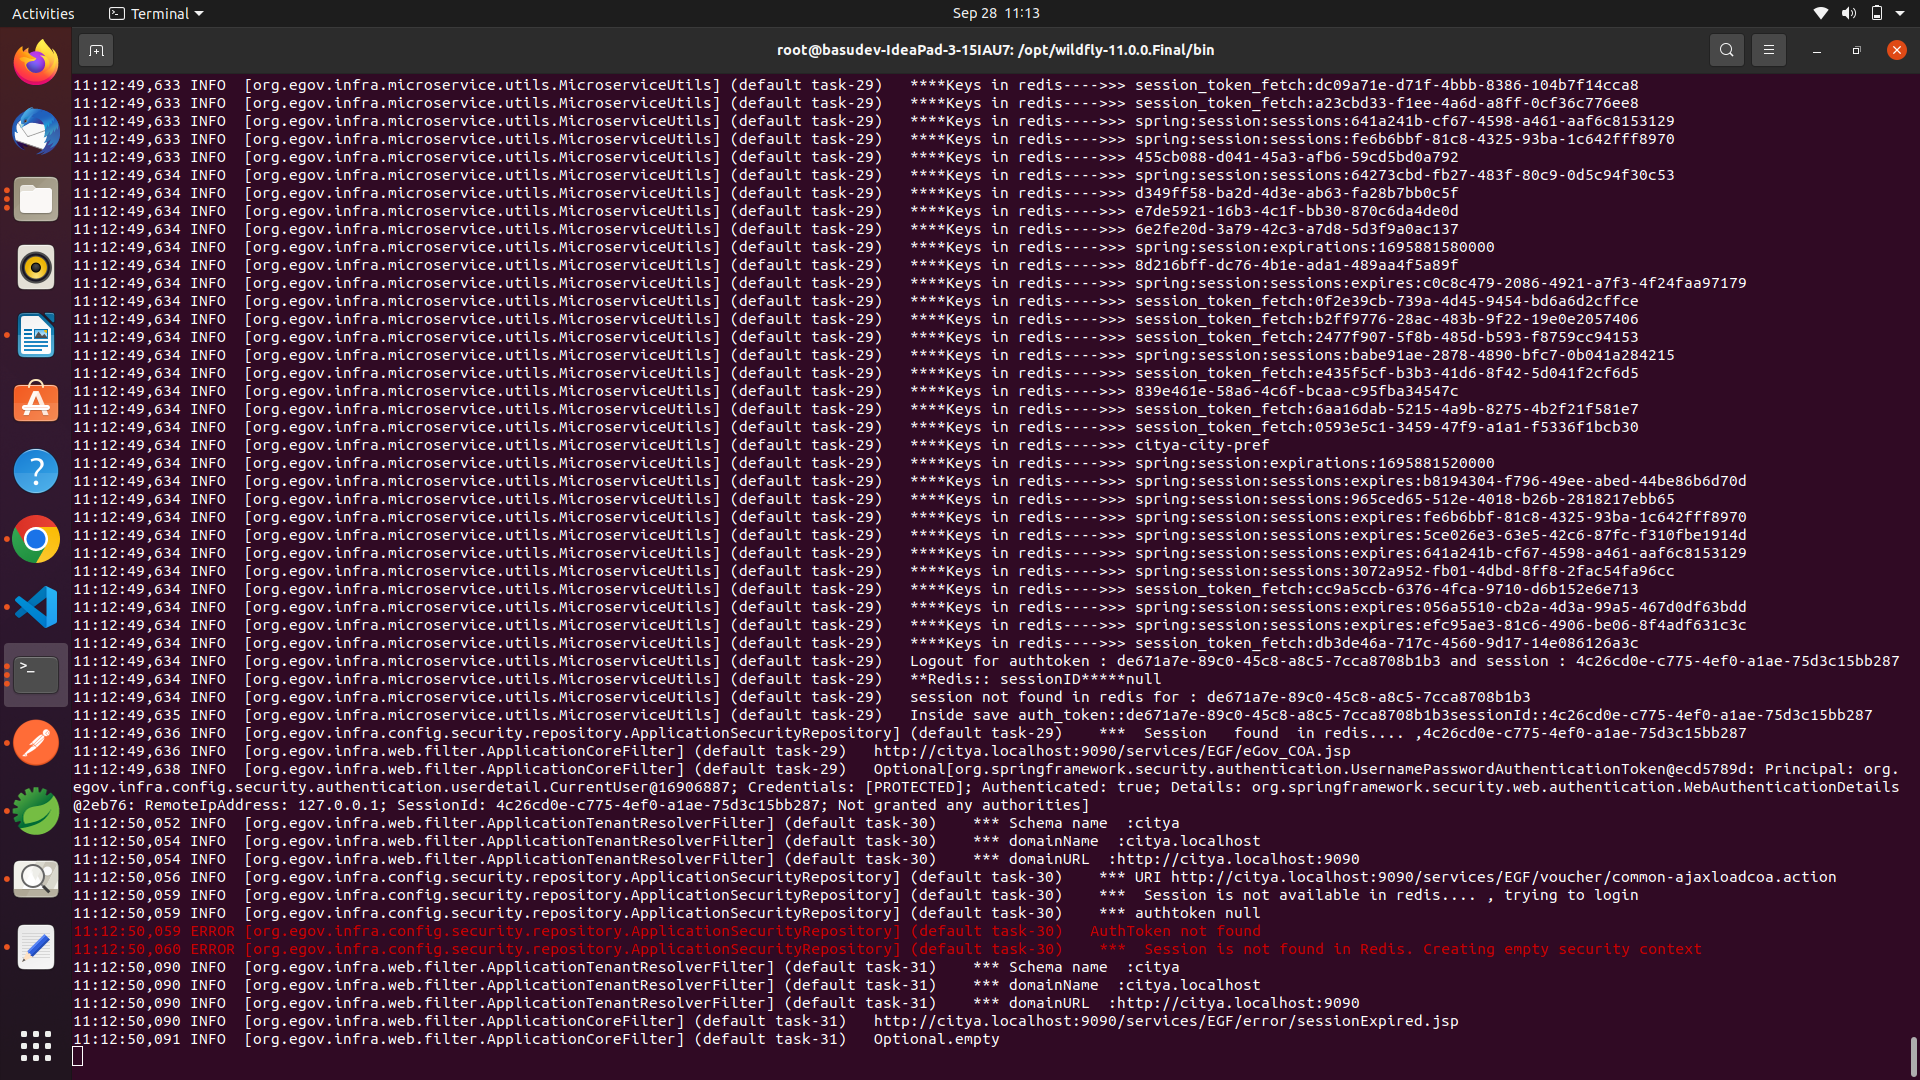 Activities
Terminal
Sep 28 11:13
root@basudev-IdeaPad-3-15IAU7: /opt/wildfly-11.0.0.Final/bin
11:12:49,633 INFO  [org.egov.infra.microservice.utils.MicroserviceUtils] (default task-29)   ****Keys in redis---->>> session_token_fetch:dc09a71e-d71f-4bbb-8386-104b7f14cca8
11:12:49,633 INFO  [org.egov.infra.microservice.utils.MicroserviceUtils] (default task-29)   ****Keys in redis---->>> session_token_fetch:a23cbd33-f1ee-4a6d-a8ff-0cf36c776ee8
11:12:49,633 INFO  [org.egov.infra.microservice.utils.MicroserviceUtils] (default task-29)   ****Keys in redis---->>> spring:session:sessions:641a241b-cf67-4598-a461-aaf6c8153129
11:12:49,633 INFO  [org.egov.infra.microservice.utils.MicroserviceUtils] (default task-29)   ****Keys in redis---->>> spring:session:sessions:fe6b6bbf-81c8-4325-93ba-1c642fff8970
11:12:49,633 INFO  [org.egov.infra.microservice.utils.MicroserviceUtils] (default task-29)   ****Keys in redis---->>> 455cb088-d041-45a3-afb6-59cd5bd0a792
11:12:49,634 INFO  [org.egov.infra.microservice.utils.MicroserviceUtils] (default task-29)   ****Keys in redis---->>> spring:session:sessions:64273cbd-fb27-483f-80c9-0d5c94f30c53
11:12:49,634 INFO  [org.egov.infra.microservice.utils.MicroserviceUtils] (default task-29)   ****Keys in redis---->>> d349ff58-ba2d-4d3e-ab63-fa28b7bb0c5f
11:12:49,634 INFO  [org.egov.infra.microservice.utils.MicroserviceUtils] (default task-29)   ****Keys in redis---->>> e7de5921-16b3-4c1f-bb30-870c6da4de0d
11:12:49,634 INFO  [org.egov.infra.microservice.utils.MicroserviceUtils] (default task-29)   ****Keys in redis---->>> 6e2fe20d-3a79-42c3-a7d8-5d3f9a0ac137
11:12:49,634 INFO  [org.egov.infra.microservice.utils.MicroserviceUtils] (default task-29)   ****Keys in redis---->>> spring:session:expirations:1695881580000
11:12:49,634 INFO  [org.egov.infra.microservice.utils.MicroserviceUtils] (default task-29)   ****Keys in redis---->>> 8d216bff-dc76-4b1e-ada1-489aa4f5a89f
11:12:49,634 INFO  [org.egov.infra.microservice.utils.MicroserviceUtils] (default task-29)   ****Keys in redis---->>> spring:session:sessions:expires:c0c8c479-2086-4921-a7f3-4f24faa97179
11:12:49,634 INFO  [org.egov.infra.microservice.utils.MicroserviceUtils] (default task-29)   ****Keys in redis---->>> session_token_fetch:0f2e39cb-739a-4d45-9454-bd6a6d2cffce
11:12:49,634 INFO  [org.egov.infra.microservice.utils.MicroserviceUtils] (default task-29)   ****Keys in redis---->>> session_token_fetch:b2ff9776-28ac-483b-9f22-19e0e2057406
11:12:49,634 INFO  [org.egov.infra.microservice.utils.MicroserviceUtils] (default task-29)   ****Keys in redis---->>> session_token_fetch:2477f907-5f8b-485d-b593-f8759cc94153
11:12:49,634 INFO  [org.egov.infra.microservice.utils.MicroserviceUtils] (default task-29)   ****Keys in redis---->>> spring:session:sessions:babe91ae-2878-4890-bfc7-0b041a284215
11:12:49,634 INFO  [org.egov.infra.microservice.utils.MicroserviceUtils] (default task-29)   ****Keys in redis---->>> session_token_fetch:e435f5cf-b3b3-41d6-8f42-5d041f2cf6d5
11:12:49,634 INFO  [org.egov.infra.microservice.utils.MicroserviceUtils] (default task-29)   ****Keys in redis---->>> 839e461e-58a6-4c6f-bcaa-c95fba34547c
11:12:49,634 INFO  [org.egov.infra.microservice.utils.MicroserviceUtils] (default task-29)   ****Keys in redis---->>> session_token_fetch:6aa16dab-5215-4a9b-8275-4b2f21f581e7
11:12:49,634 INFO  [org.egov.infra.microservice.utils.MicroserviceUtils] (default task-29)   ****Keys in redis---->>> session_token_fetch:0593e5c1-3459-47f9-a1a1-f5336f1bcb30
11:12:49,634 INFO  [org.egov.infra.microservice.utils.MicroserviceUtils] (default task-29)   ****Keys in redis---->>> citya-city-pref
11:12:49,634 INFO  [org.egov.infra.microservice.utils.MicroserviceUtils] (default task-29)   ****Keys in redis---->>> spring:session:expirations:1695881520000
11:12:49,634 INFO  [org.egov.infra.microservice.utils.MicroserviceUtils] (default task-29)   ****Keys in redis---->>> spring:session:sessions:expires:b8194304-f796-49ee-abed-44be86b6d70d
11:12:49,634 INFO  [org.egov.infra.microservice.utils.MicroserviceUtils] (default task-29)   ****Keys in redis---->>> spring:session:sessions:965ced65-512e-4018-b26b-2818217ebb65
11:12:49,634 INFO  [org.egov.infra.microservice.utils.MicroserviceUtils] (default task-29)   ****Keys in redis---->>> spring:session:sessions:expires:fe6b6bbf-81c8-4325-93ba-1c642fff8970
11:12:49,634 INFO  [org.egov.infra.microservice.utils.MicroserviceUtils] (default task-29)   ****Keys in redis---->>> spring:session:sessions:expires:5ce026e3-63e5-42c6-87fc-f310fbe1914d
11:12:49,634 INFO  [org.egov.infra.microservice.utils.MicroserviceUtils] (default task-29)   ****Keys in redis---->>> spring:session:sessions:expires:641a241b-cf67-4598-a461-aaf6c8153129
11:12:49,634 INFO  [org.egov.infra.microservice.utils.MicroserviceUtils] (default task-29)   ****Keys in redis---->>> spring:session:sessions:3072a952-fb01-4dbd-8ff8-2fac54fa96cc
11:12:49,634 INFO  [org.egov.infra.microservice.utils.MicroserviceUtils] (default task-29)   ****Keys in redis---->>> session_token_fetch:cc9a5ccb-6376-4fca-9710-d6b152e6e713
11:12:49,634 INFO  [org.egov.infra.microservice.utils.MicroserviceUtils] (default task-29)   ****Keys in redis---->>> spring:session:sessions:expires:056a5510-cb2a-4d3a-99a5-467d0df63bdd
11:12:49,634 INFO  [org.egov.infra.microservice.utils.MicroserviceUtils] (default task-29)   ****Keys in redis---->>> spring:session:sessions:expires:efc95ae3-81c6-4906-be06-8f4adf631c3c
11:12:49,634 INFO  [org.egov.infra.microservice.utils.MicroserviceUtils] (default task-29)   ****Keys in redis---->>> session_token_fetch:db3de46a-717c-4560-9d17-14e086126a3c
11:12:49,634 INFO  [org.egov.infra.microservice.utils.MicroserviceUtils] (default task-29)   Logout for authtoken : de671a7e-89c0-45c8-a8c5-7cca8708b1b3 and session : 4c26cd0e-c775-4ef0-a1ae-75d3c15bb287
11:12:49,634 INFO  [org.egov.infra.microservice.utils.MicroserviceUtils] (default task-29)   **Redis:: sessionID*****null
11:12:49,634 INFO  [org.egov.infra.microservice.utils.MicroserviceUtils] (default task-29)   session not found in redis for : de671a7e-89c0-45c8-a8c5-7cca8708b1b3
11:12:49,635 INFO  [org.egov.infra.microservice.utils.MicroserviceUtils] (default task-29)   Inside save auth_token::de671a7e-89c0-45c8-a8c5-7cca8708b1b3sessionId::4c26cd0e-c775-4ef0-a1ae-75d3c15bb287
11:12:49,636 INFO  [org.egov.infra.config.security.repository.ApplicationSecurityRepository] (default task-29)    ***  Session   found  in redis.... ,4c26cd0e-c775-4ef0-a1ae-75d3c15bb287
11:12:49,636 INFO  [org.egov.infra.web.filter.ApplicationCoreFilter] (default task-29)   http://citya.localhost:9090/services/EGF/eGov_COA.jsp
11:12:49,638 INFO  [org.egov.infra.web.filter.ApplicationCoreFilter] (default task-29)   Optional[org.springframework.security.authentication.UsernamePasswordAuthenticationToken@ecd5789d: Principal: org.
egov.infra.config.security.authentication.userdetail.CurrentUser@16906887; Credentials: [PROTECTED]; Authenticated: true; Details: org.springframework.security.web.authentication.WebAuthenticationDetails
@2eb76: RemoteIpAddress: 127.0.0.1; SessionId: 4c26cd0e-c775-4ef0-a1ae-75d3c15bb287; Not granted any authorities]
11:12:50,052 INFO  [org.egov.infra.web.filter.ApplicationTenantResolverFilter] (default task-30)    *** Schema name  :citya
11:12:50,054 INFO  [org.egov.infra.web.filter.ApplicationTenantResolverFilter] (default task-30)    *** domainName  :citya.localhost
11:12:50,054 INFO  [org.egov.infra.web.filter.ApplicationTenantResolverFilter] (default task-30)    *** domainURL  :http://citya.localhost:9090
11:12:50,056 INFO  [org.egov.infra.config.security.repository.ApplicationSecurityRepository] (default task-30)    *** URI http://citya.localhost:9090/services/EGF/voucher/common-ajaxloadcoa.action
11:12:50,059 INFO  [org.egov.infra.config.security.repository.ApplicationSecurityRepository] (default task-30)    ***  Session is not available in redis.... , trying to login
11:12:50,059 INFO  [org.egov.infra.config.security.repository.ApplicationSecurityRepository] (default task-30)    *** authtoken null
11:12:50,059 ERROR [org.egov.infra.config.security.repository.ApplicationSecurityRepository] (default task-30)   AuthToken not found
11:12:50,060 ERROR [org.egov.infra.config.security.repository.ApplicationSecurityRepository] (default task-30)    ***  Session is not found in Redis. Creating empty security context
11:12:50,090 INFO  [org.egov.infra.web.filter.ApplicationTenantResolverFilter] (default task-31)    *** Schema name  :citya
11:12:50,090 INFO  [org.egov.infra.web.filter.ApplicationTenantResolverFilter] (default task-31)    *** domainName  :citya.localhost
11:12:50,090 INFO  [org.egov.infra.web.filter.ApplicationTenantResolverFilter] (default task-31)    *** domainURL  :http://citya.localhost:9090
11:12:50,090 INFO  [org.egov.infra.web.filter.ApplicationCoreFilter] (default task-31)   http://citya.localhost:9090/services/EGF/error/sessionExpired.jsp
11:12:50,091 INFO  [org.egov.infra.web.filter.ApplicationCoreFilter] (default task-31)   Optional.empty